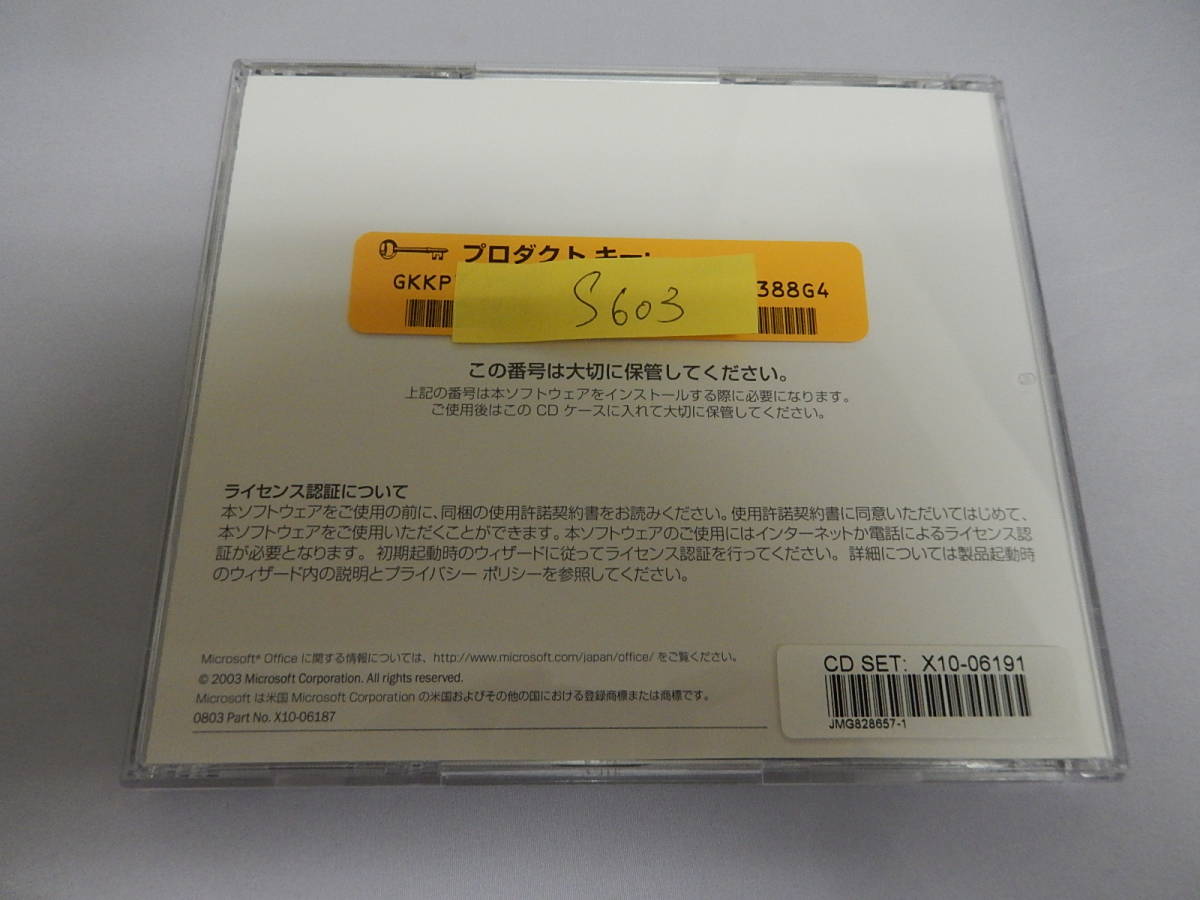 プロダクト キー:
GKKP
388G4
S603
この番号は大切に保管してください。
上記の番号は本ソフトウェアをインストールする際に必要になります。
ご使用後はこの CD ケースに入れて大切に保管してください。
ライセンス認証について
本ソフトウェアをご使用の前に、同梱の使用許諾契約書をお読みください。使用許諾契約書に同意いただいてはじめて、
本ソフトウェアをご使用いただくことができます。本ソフトウェアのご使用にはインターネットか電話によるライセンス認
証が必要となります。初期起動時のウィザードに従ってライセンス認証を行ってください。詳細については製品起動時
のウィザード内の説明とプライバシー ポリシーを参照してください。
Microsoft® Office に関する情報については、http://www.microsoft.com/japan/office/ をご覧ください。
© 2003 Microsoft Corporation. All rights reserved.
Microsoft は米国 Microsoft Corporation の米国およびその他の国における登録商標または商標です。
0803 Part No. X10-06187
CD SET: X10-06191
JMG828657-1